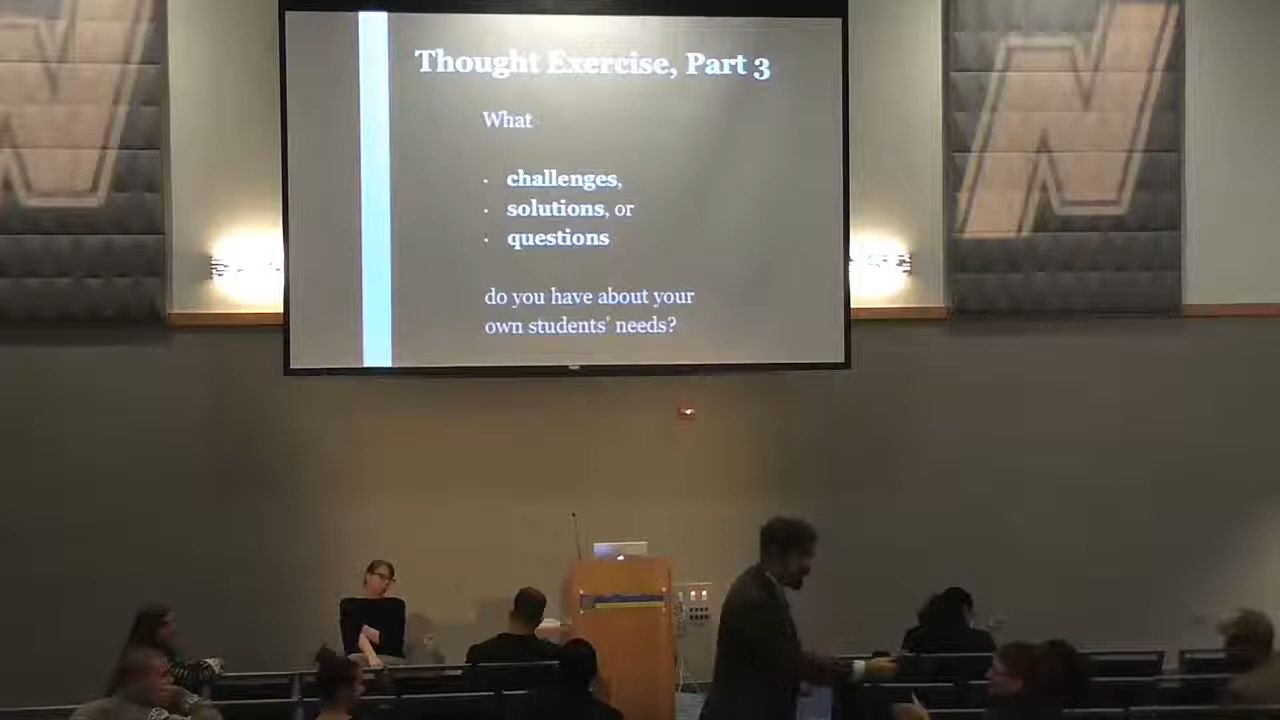 Thought Exercise, Part 3
What
· challenges,
· solutions, or
· questions
do you have about your
own students' needs?
N
N